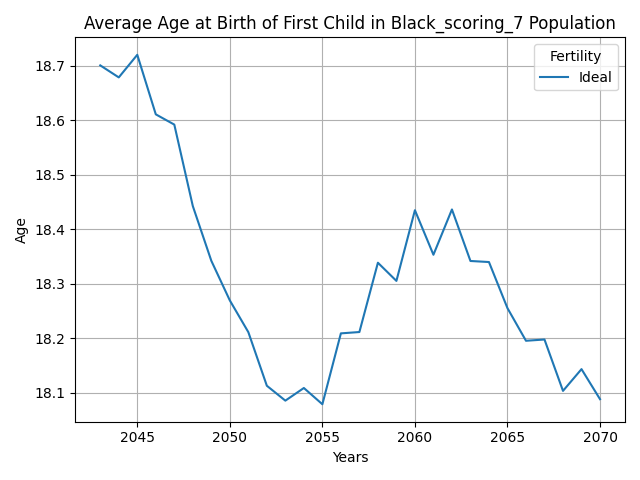 Average Age at Birth of First Child in Black_scoring_7 Population
Fertility
Ideal
18.7
18.6
18.5
18.4
18.3
18.2
18.1
Age
2045 2050 2055 2060 2065 2070
Years